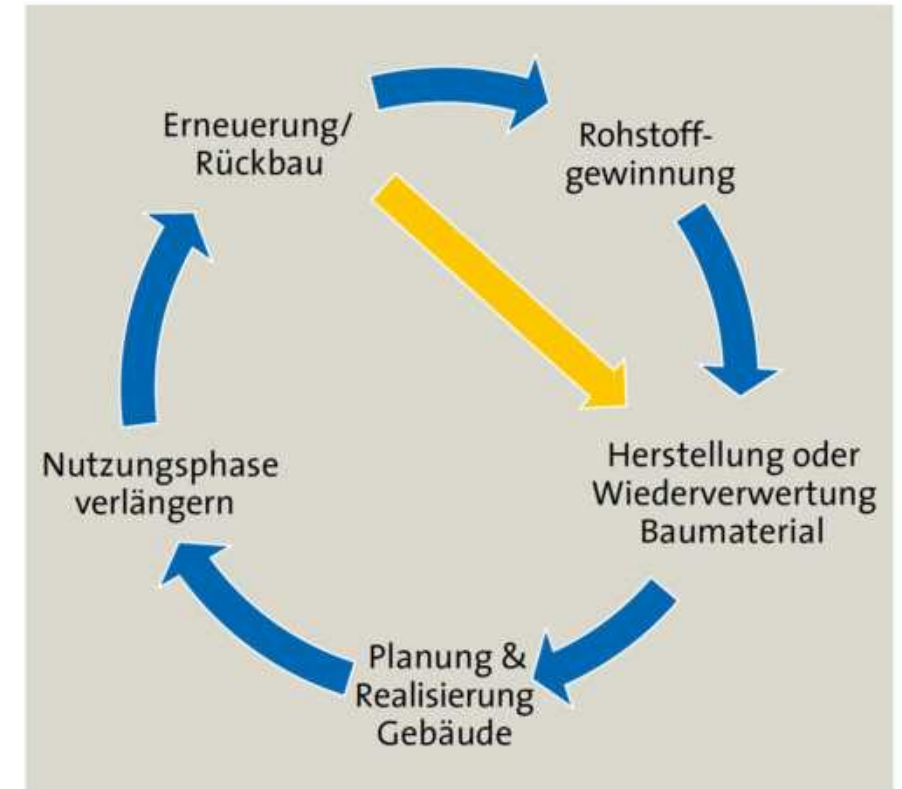 Erneuerung/
Rückbau
Rohstoff-
gewinnung
Herstellung oder
Wiederverwertung
Baumaterial
Planung &
Realisierung
Gebäude
Nutzungsphase
verlängern